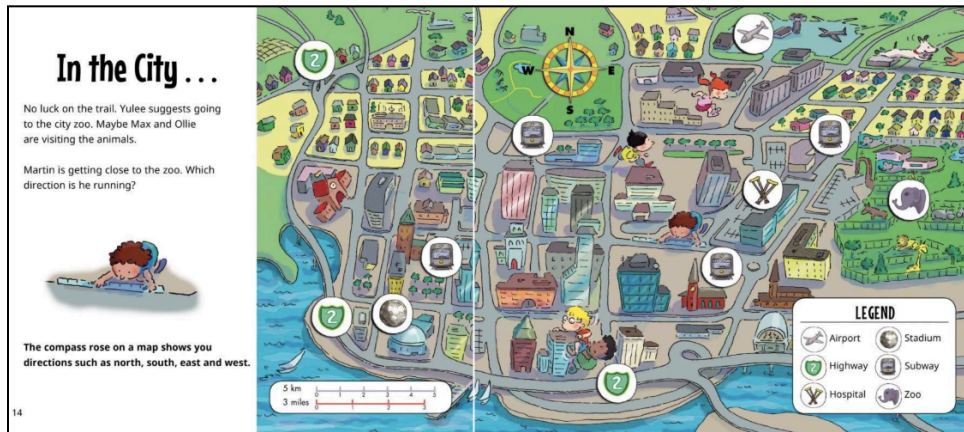 In the City . . .
No luck on the trail. Yulee suggests going
to the city zoo. Maybe Max and Ollie
are visiting the animals.
Martin is getting close to the zoo. Which
direction is he running?
The compass rose on a map shows you
directions such as north, south, east and west.
14
2
N
W E
S
2
2
5 km 0 1 2 3 4 5
3 miles 0 1 2 3
LEGEND
Airport Stadium
2 Highway Subway
Hospital Zoo